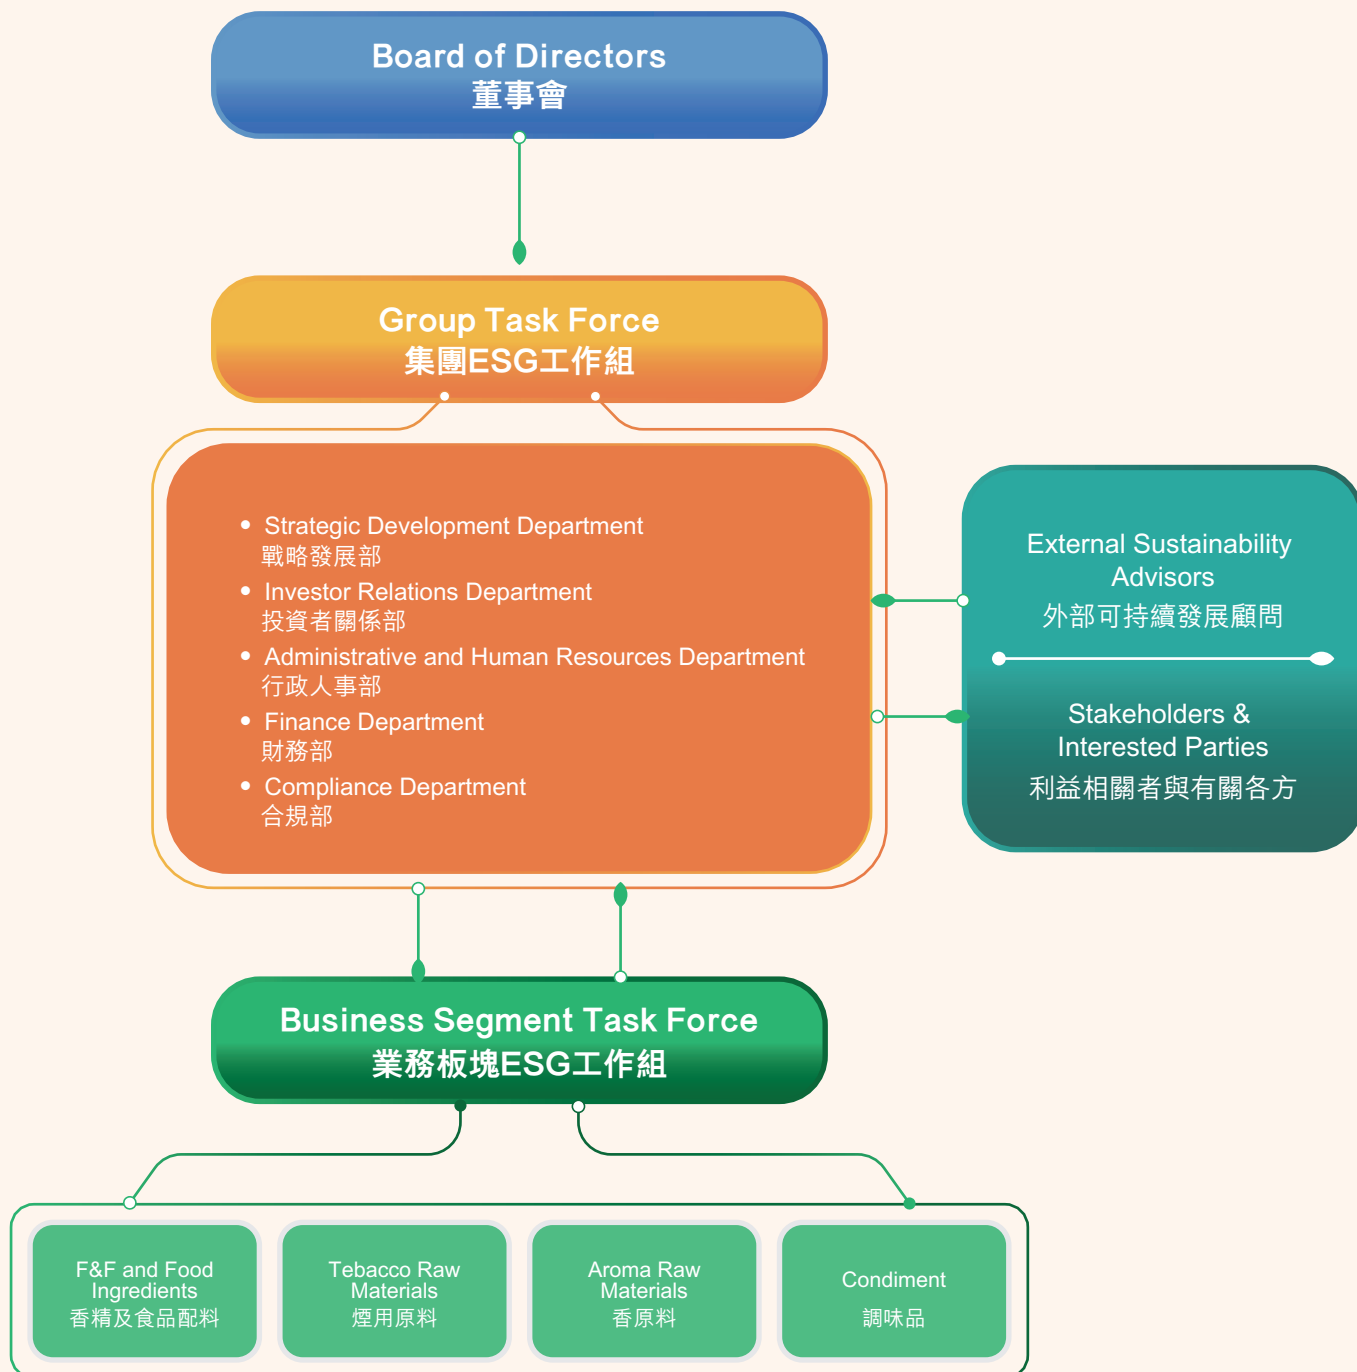 Board of Directors
董事會
Group Task Force
集團ESG工作組
• Strategic Development Department
戰略發展部
• Investor Relations Department
投資者關係部
• Administrative and Human Resources Department
行政人事部
• Finance Department
財務部
• Compliance Department
合規部
External Sustainability
Advisors
外部可持續發展顧問
Stakeholders &
Interested Parties
利益相關者與有關各方
Business Segment Task Force
業務板塊ESG工作組
F&F and Food
Ingredients
香精及食品配料
Tebacco Raw
Materials
煙用原料
Aroma Raw
Materials
香原料
Condiment
調味品